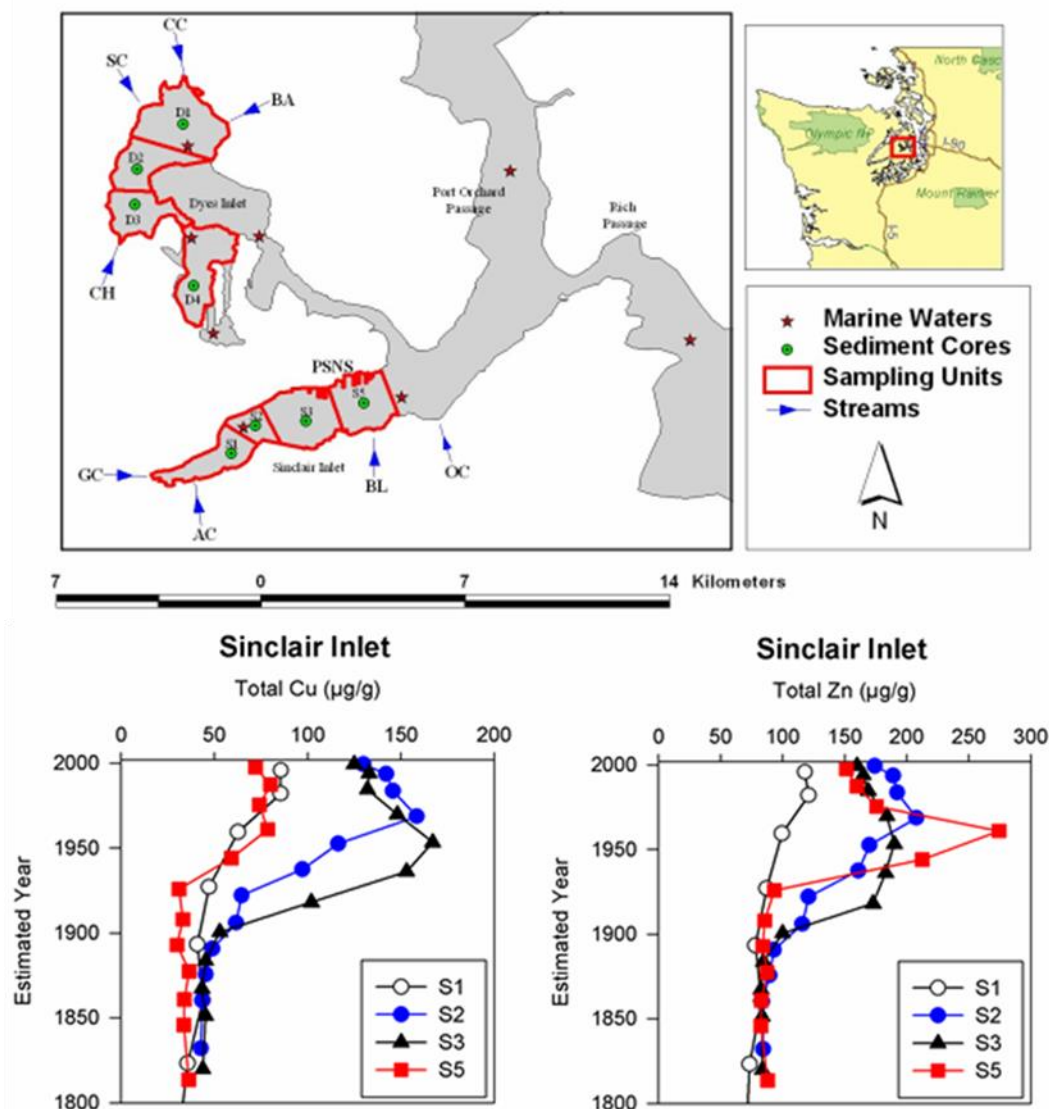 CC
SC
BA
D1
D2
Dyes Inlet
D3
CH
D4
Port Orchard
Passage
Rich
Passage
PSNS
S5
S3
S2
S1
Sinclair Inlet
GC
AC
BL
OC
North Casc
Olympic NP
I-90
Mount Rainier
I-5
Marine Waters
Sediment Cores
Sampling Units
Streams
N
7 0 7 14 Kilometers
Sinclair Inlet
Total Cu (µg/g)
0 50 100 150 200
2000
1950
1900
1850
1800
Estimated Year
S1
S2
S3
S5
Sinclair Inlet
Total Zn (µg/g)
0 50 100 150 200 250 300
2000
1950
1900
1850
1800
Estimated Year
S1
S2
S3
S5